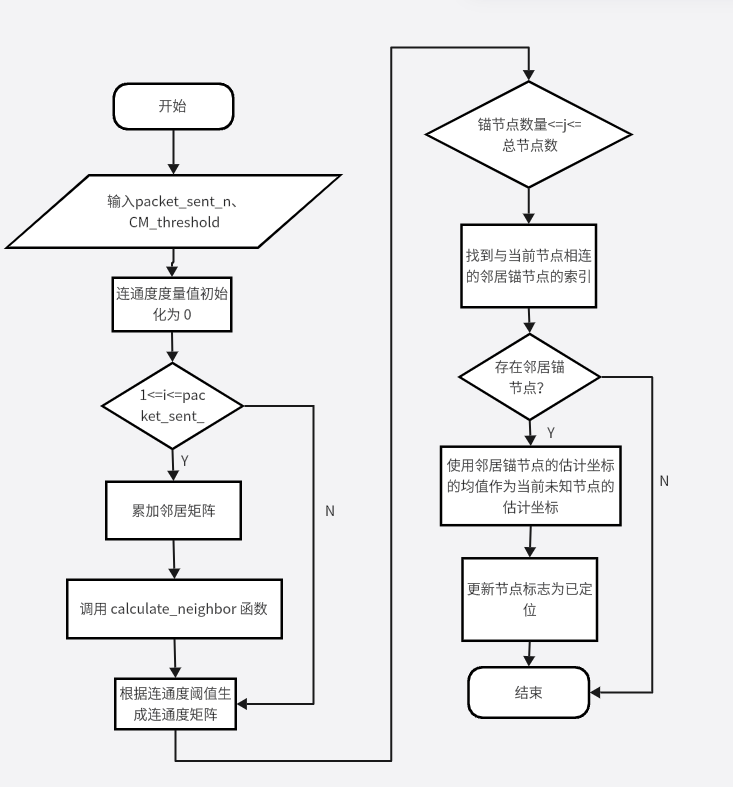 开始
输入packet_sent_n、
CM_threshold
连通度度量值初始
化为 0
1<=i<=pac
ket_sent_
Y
N
累加邻居矩阵
调用 calculate_neighbor 函数
根据连通度阈值生
成连通度矩阵
锚节点数量<=j<=
总节点数
找到与当前节点相连
的邻居锚节点的索引
存在邻居锚
节点?
Y
N
使用邻居锚节点的估计坐标
的均值作为当前未知节点的
估计坐标
更新节点标志为已定
位
结束